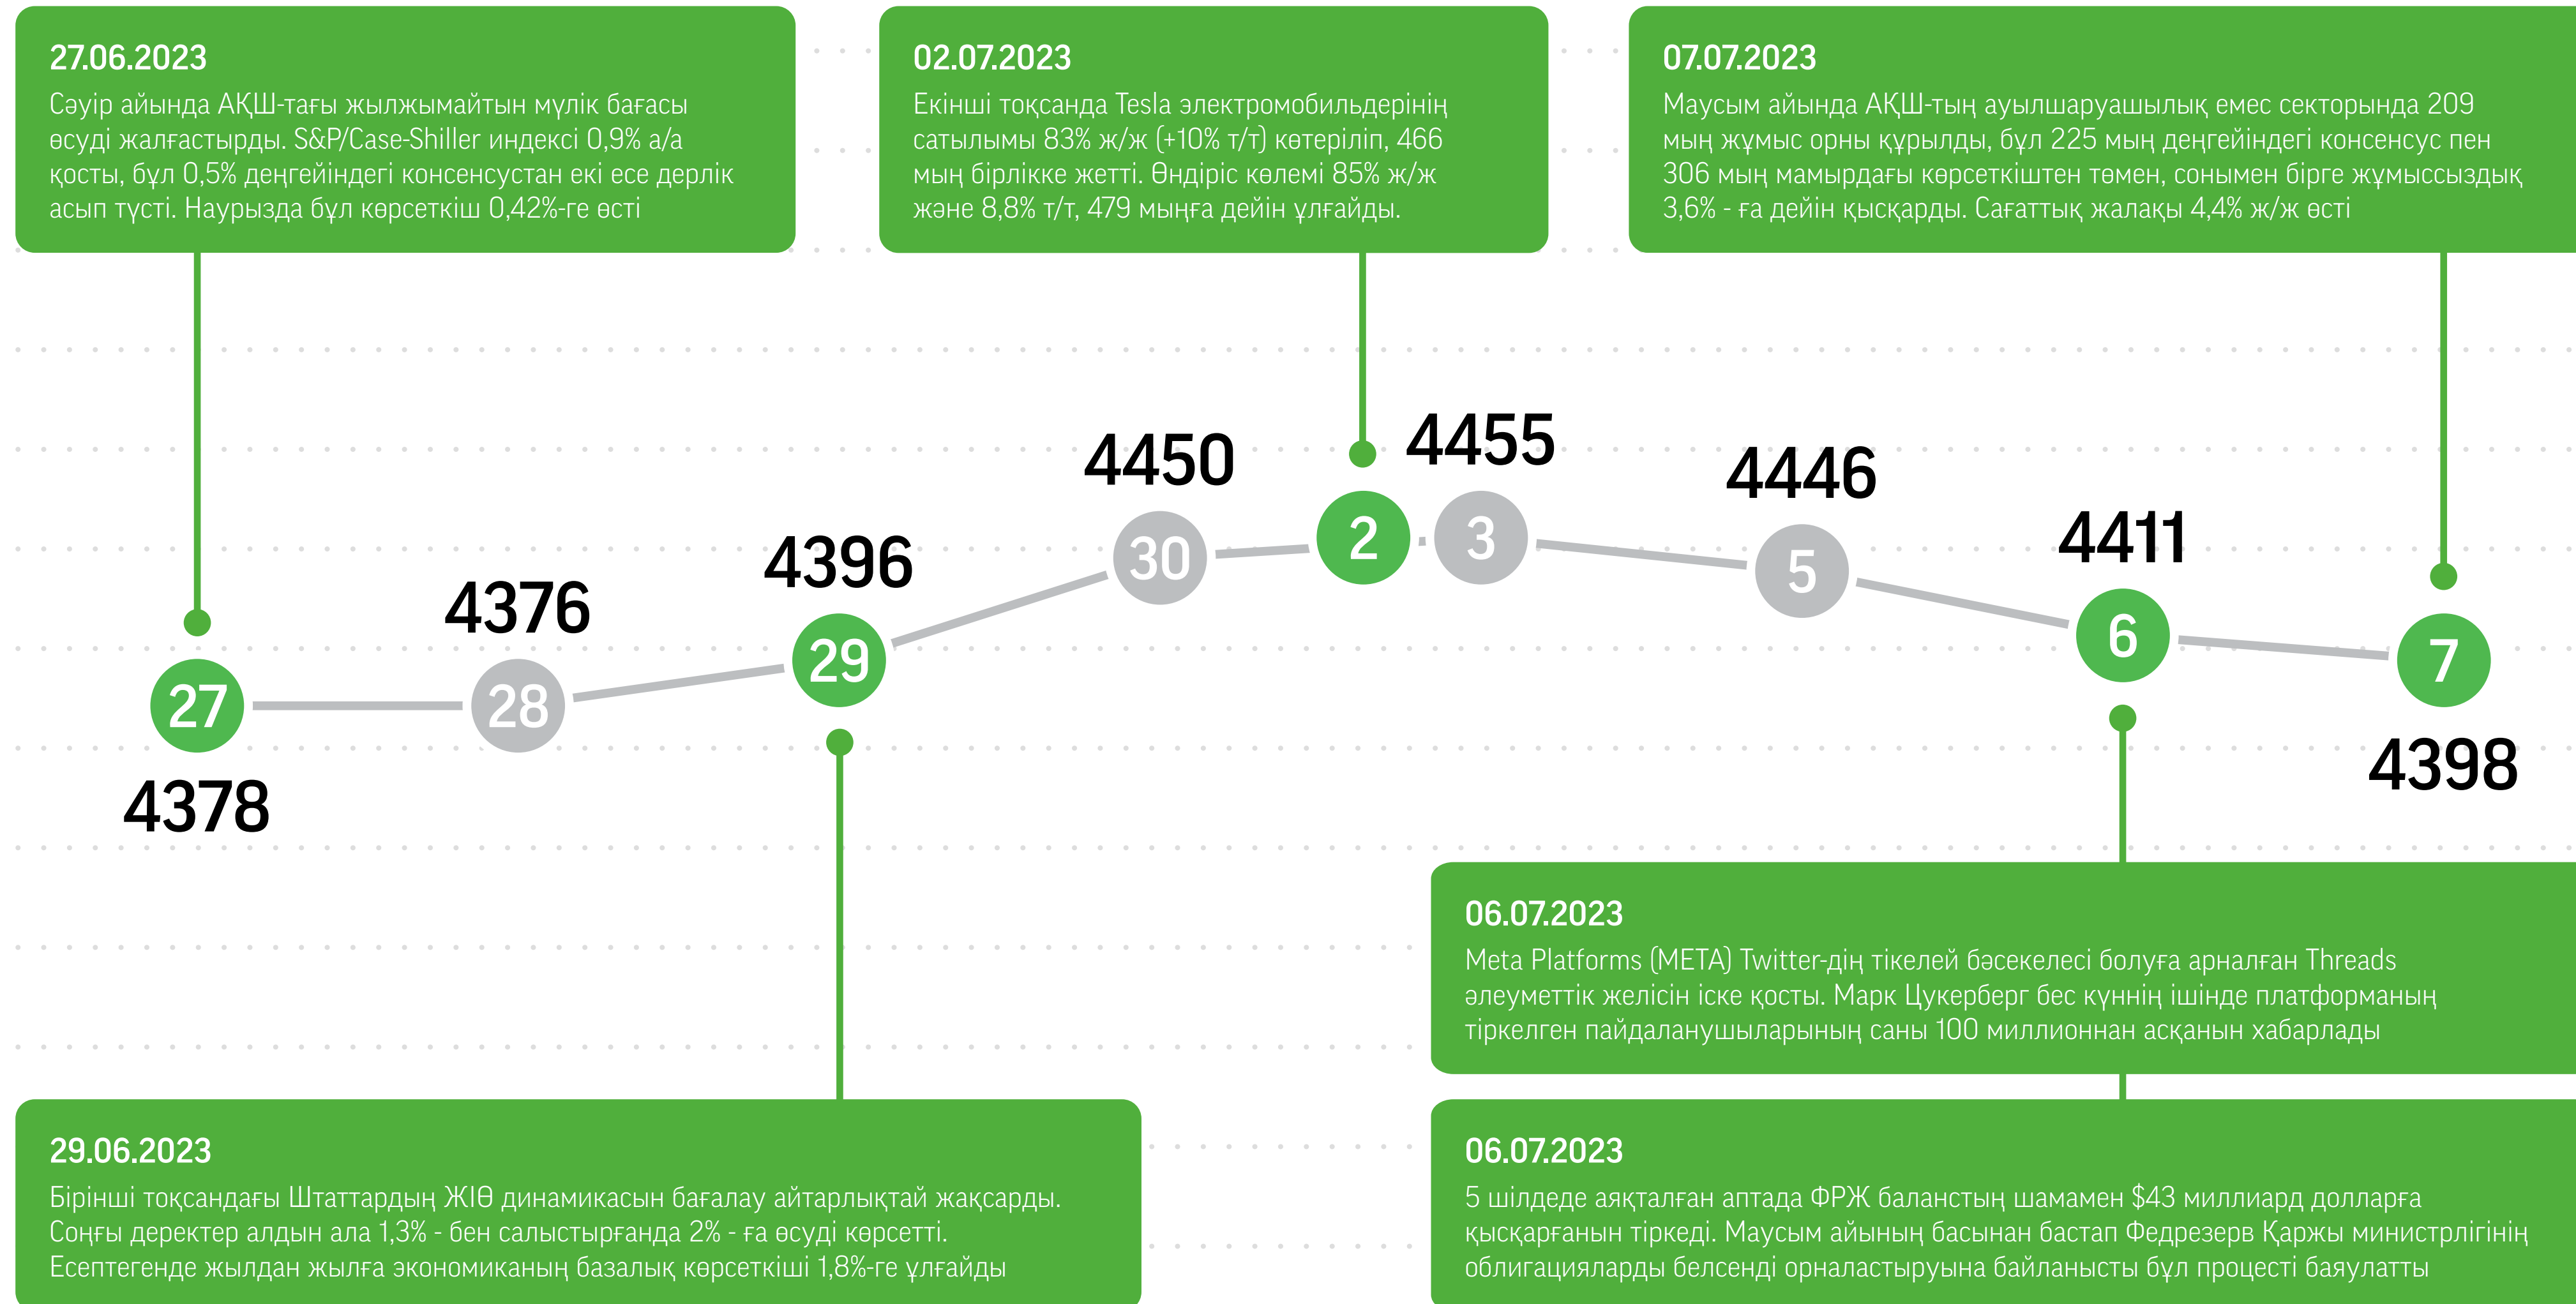 27.06.2023
Сәуір айында АҚШ-тағы жылжымайтын мүлік бағасы
өсуді жалғастырды. S&P/Case-Shiller индексі 0,9% а/а
қосты, бұл 0,5% деңгейіндегі консенсустан екі есе дерлік
асып түсті. Наурызда бұл көрсеткіш 0,42%-ге өсті
02.07.2023
Екінші тоқсанда Tesla электромобильдерінің
сатылымы 83% ж/ж (+10% т/т) көтеріліп, 466
мың бірлікке жетті. Өндіріс көлемі 85% ж/ж
және 8,8% т/т, 479 мыңға дейін ұлғайды.
07.07.2023
Маусым айында АҚШ-тың ауылшаруашылық емес секторында 209
мың жұмыс орны құрылды, бұл 225 мың деңгейіндегі консенсус пен
306 мың мамырдағы көрсеткіштен төмен, сонымен бірге жұмыссыздық
3,6% - ға дейін қысқарды. Сағаттық жалақы 4,4% ж/ж өсті
27
4378
4376
28
4396
29
4450
30
2
4455
3
4446
5
4411
6
7
4398
06.07.2023
Meta Platforms (META) Twitter-дің тікелей бәсекелесі болуға арналған Threads
әлеуметтік желісін іске қосты. Марк Цукерберг бес күннің ішінде платформаның
тіркелген пайдаланушыларының саны 100 миллионнан асқанын хабарлады
29.06.2023
Бірінші тоқсандағы Штаттардың ЖІӨ динамикасын бағалау айтарлықтай жақсарды.
Соңғы деректер алдын ала 1,3% - бен салыстырғанда 2% - ға өсуді көрсетті.
Есептегенде жылдан жылға экономиканың базалық көрсеткіші 1,8%-ге ұлғайды
06.07.2023
5 шілдеде аяқталған аптада ФРЖ баланстың шамамен $43 миллиард долларға
қысқарғанын тіркеді. Маусым айының басынан бастап Федрезерв Қаржы министрлігінің
облигацияларды белсенді орналастыруына байланысты бұл процесті баяулатты